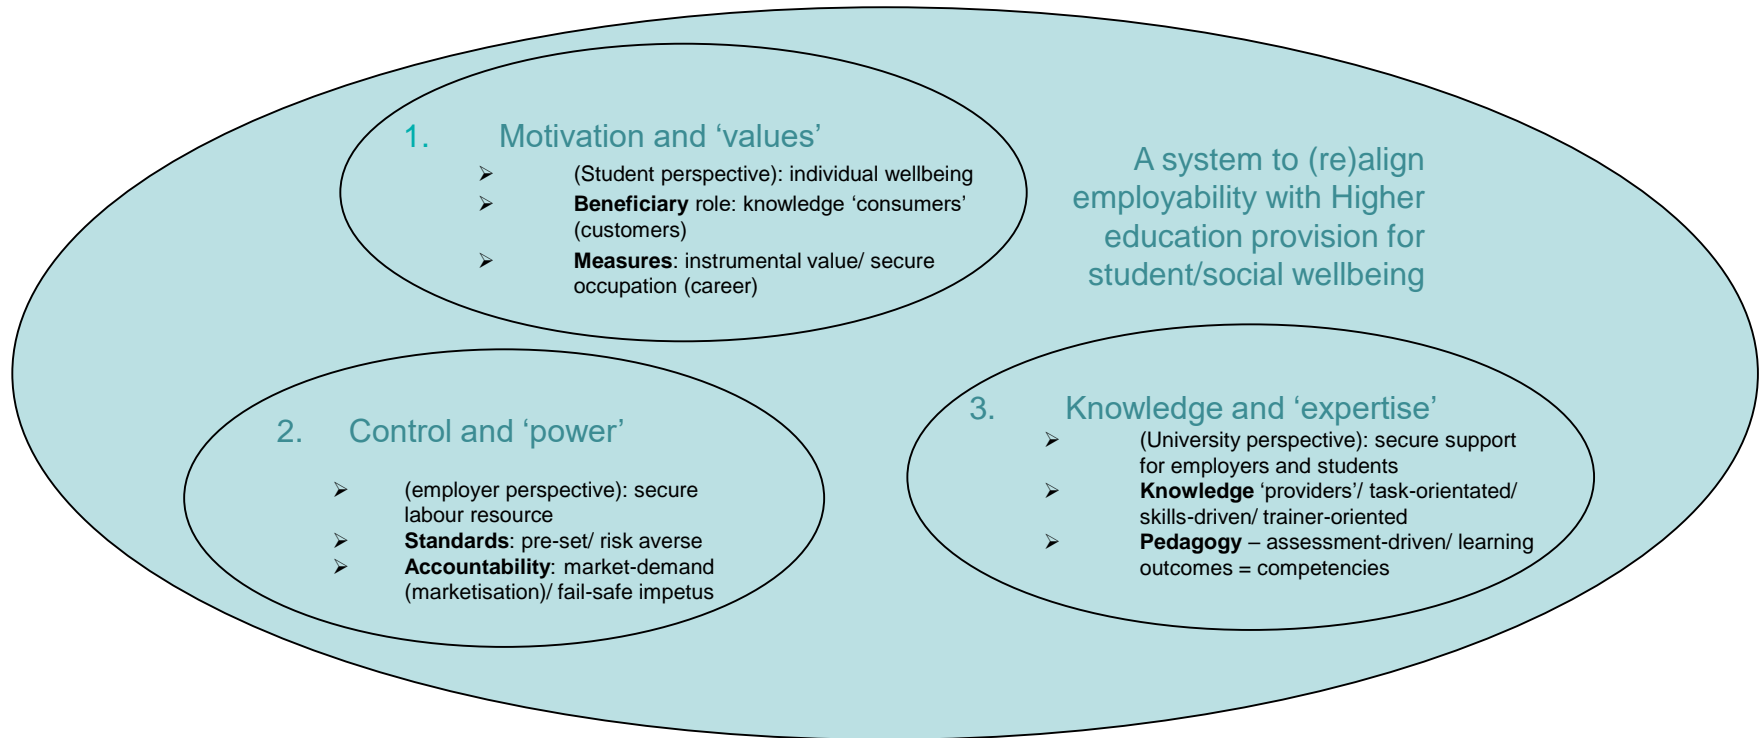 1. Motivation and ‘values’
➢ (Student perspective): individual wellbeing
➢ Beneficiary role: knowledge ‘consumers’
(customers)
➢ Measures: instrumental value/ secure
occupation (career)
A system to (re)align
employability with Higher
education provision for
student/social wellbeing
2. Control and ‘power’
➢ (employer perspective): secure
labour resource
➢ Standards: pre-set/ risk averse
➢ Accountability: market-demand
(marketisation)/ fail-safe impetus
3. Knowledge and ‘expertise’
➢ (University perspective): secure support
for employers and students
➢ Knowledge ‘providers’/ task-orientated/
skills-driven/ trainer-oriented
➢ Pedagogy – assessment-driven/ learning
outcomes = competencies